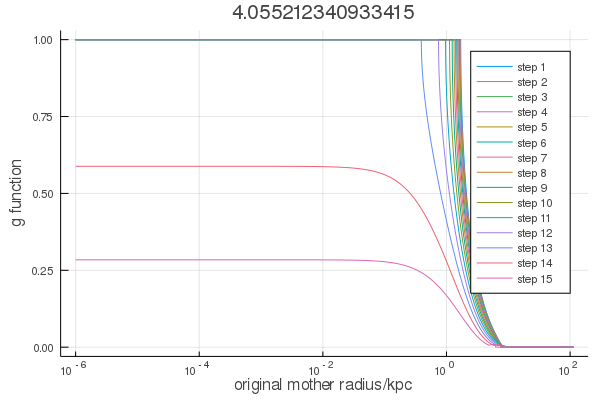 4.055212340933415
1.00
0.75
0.50
0.25
0.00
g function
step 1
step 2
step 3
step 4
step 5
step 6
step 7
step 8
step 9
step 10
step 11
step 12
step 13
step 14
step 15
10^-6 10^-4 10^-2 10^0 10^2
original mother radius/kpc